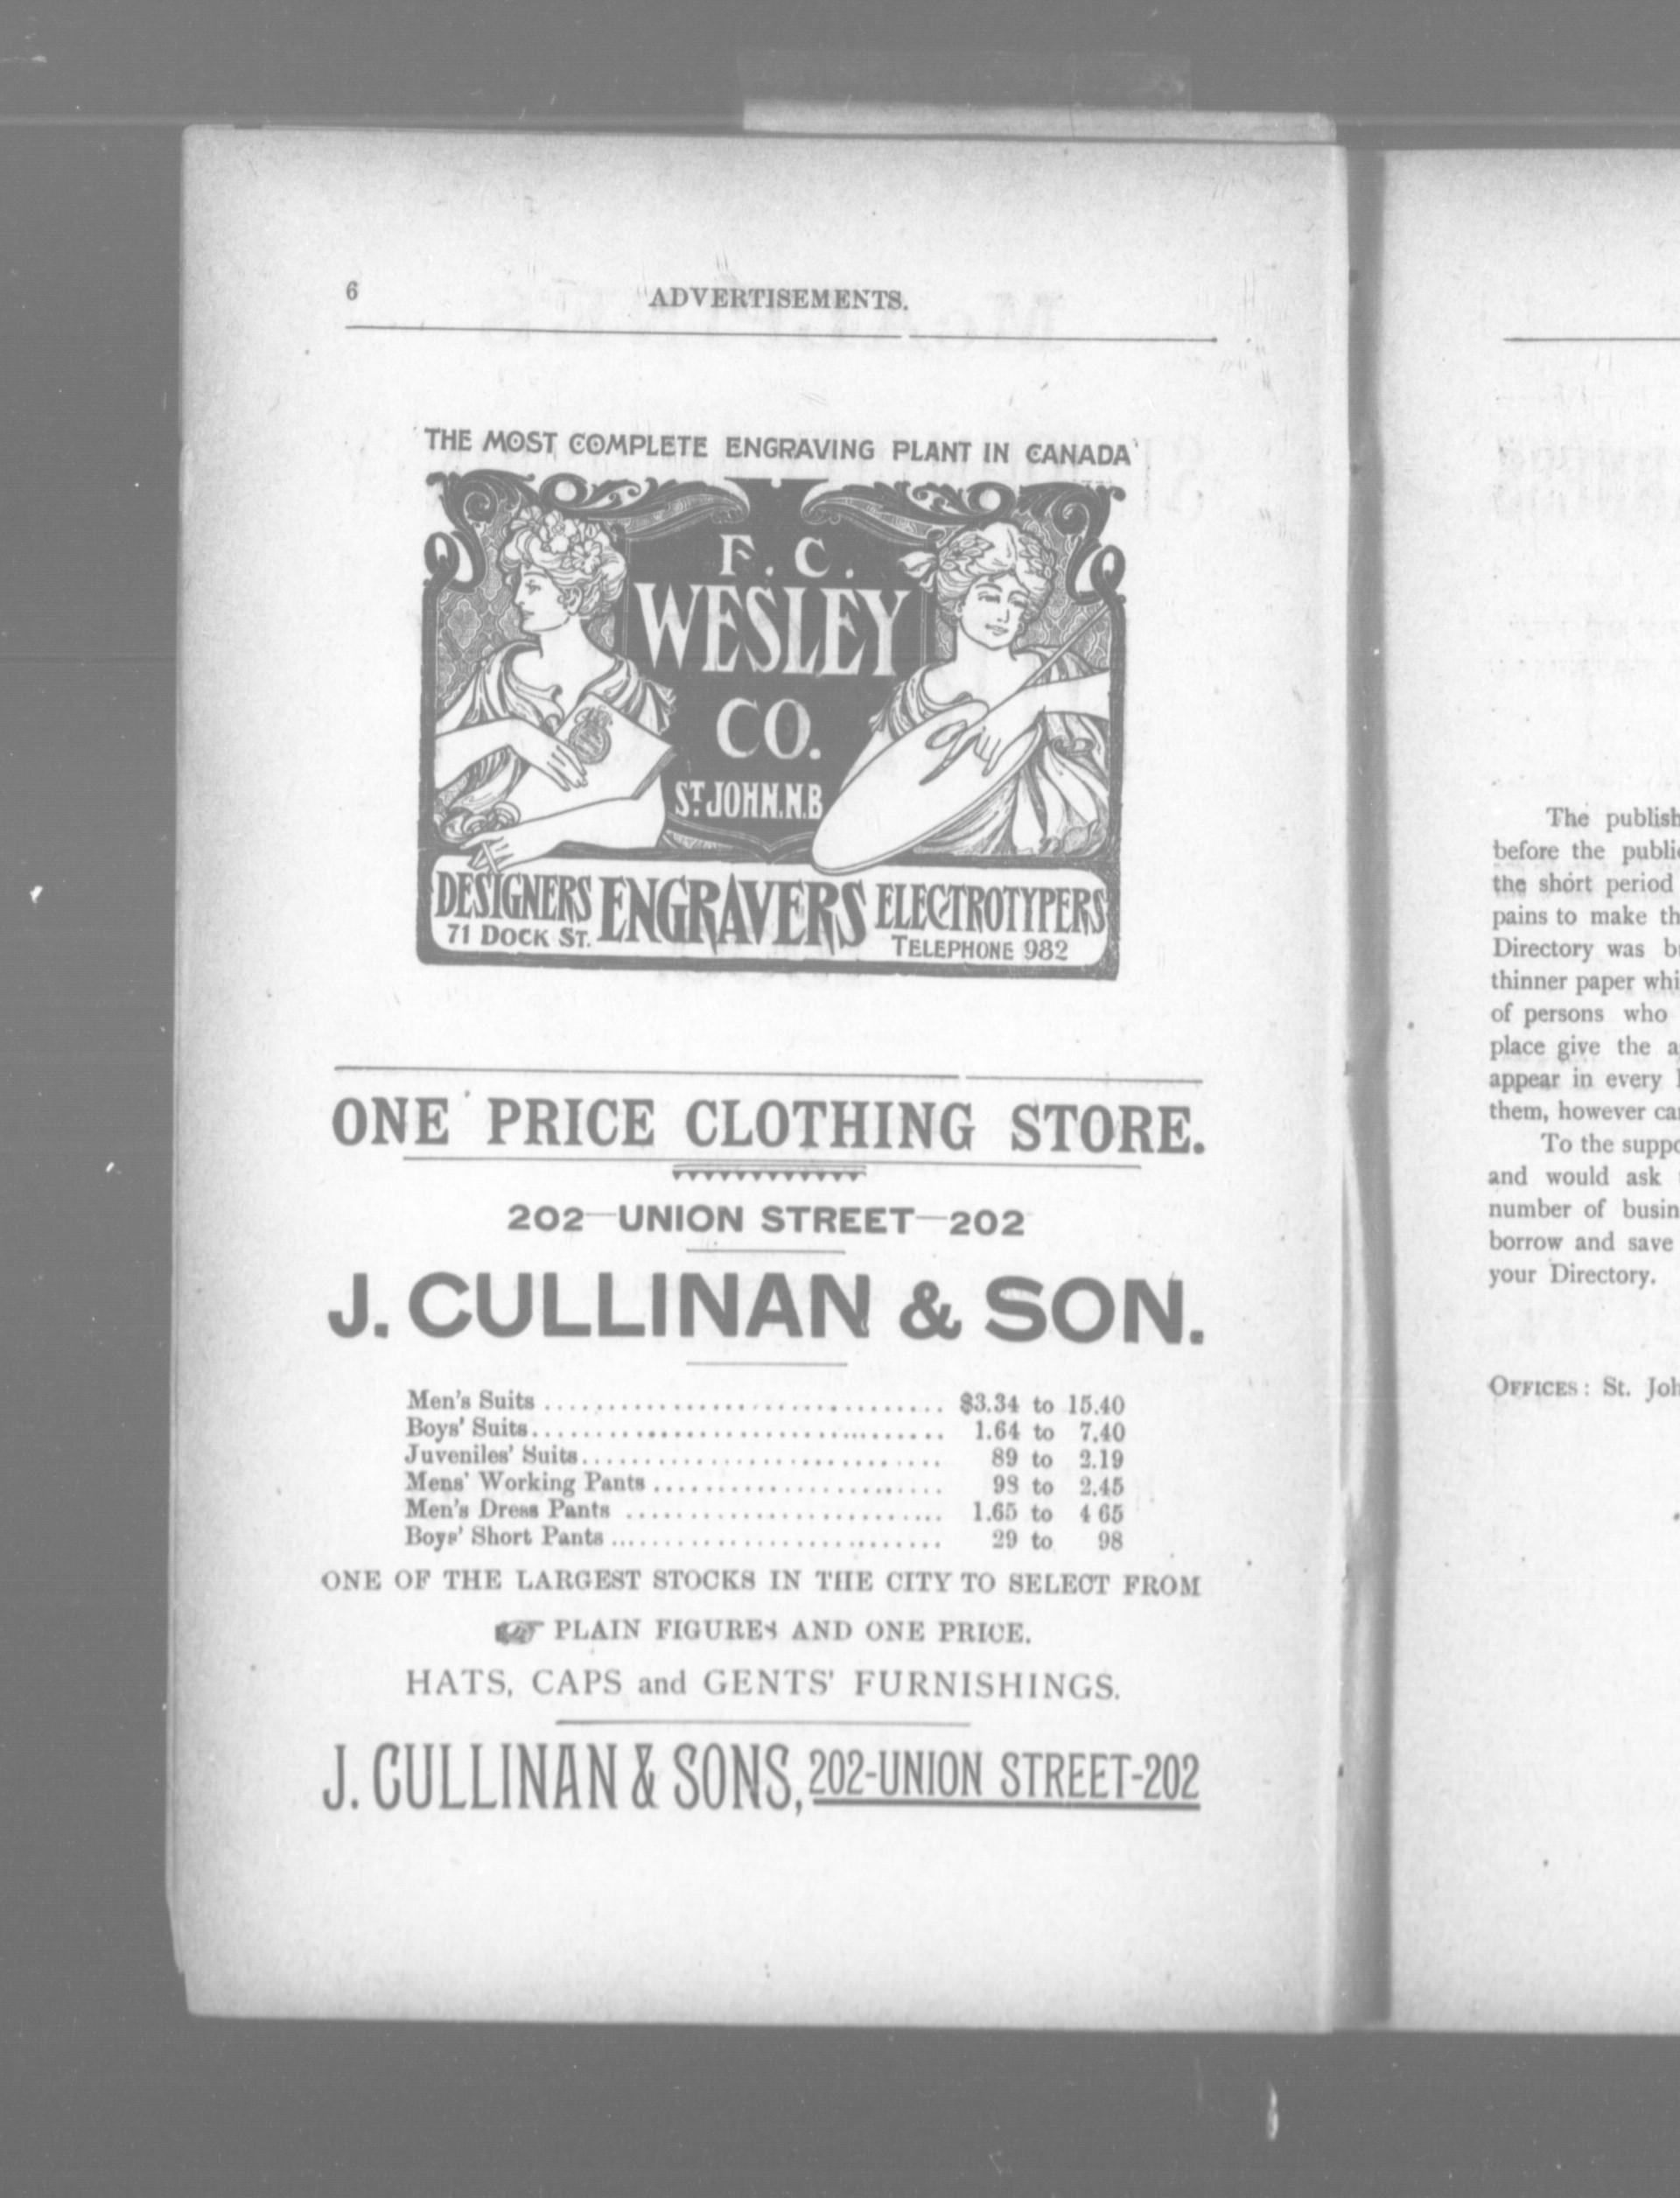 6
ADVERTISEMENTS.
THE MOST COMPLETE ENGRAVING PLANT IN CANADA
F. C.
WESLEY
CO.
ST. JOHN. N.B
DESIGNERS ENGRAVERS ELECTROTYPERS
71 DOCK ST. TELEPHONE 982
ONE PRICE CLOTHING STORE.
202—UNION STREET—202
J. CULLINAN & SON.
Men's Suits ................................ $3.34 to 15.40
Boys' Suits................................. 1.64 to 7.40
Juveniles' Suits............................ 89 to 2.19
Mens' Working Pants ....................... 98 to 2.45
Men's Dress Pants ......................... 1.65 to 4 65
Boys' Short Pants .......................... 29 to 98
ONE OF THE LARGEST STOCKS IN THE CITY TO SELECT FROM
☞ PLAIN FIGURES AND ONE PRICE.
HATS, CAPS and GENTS' FURNISHINGS.
J. CULLINAN & SONS, 202-UNION STREET-202
The publish
before the publi
the short period
pains to make th
Directory was b
thinner paper whi
of persons who
place give the a
appear in every
them, however ca
To the suppo
and would ask
number of busin
borrow and save
your Directory.
OFFICES: St. Joh